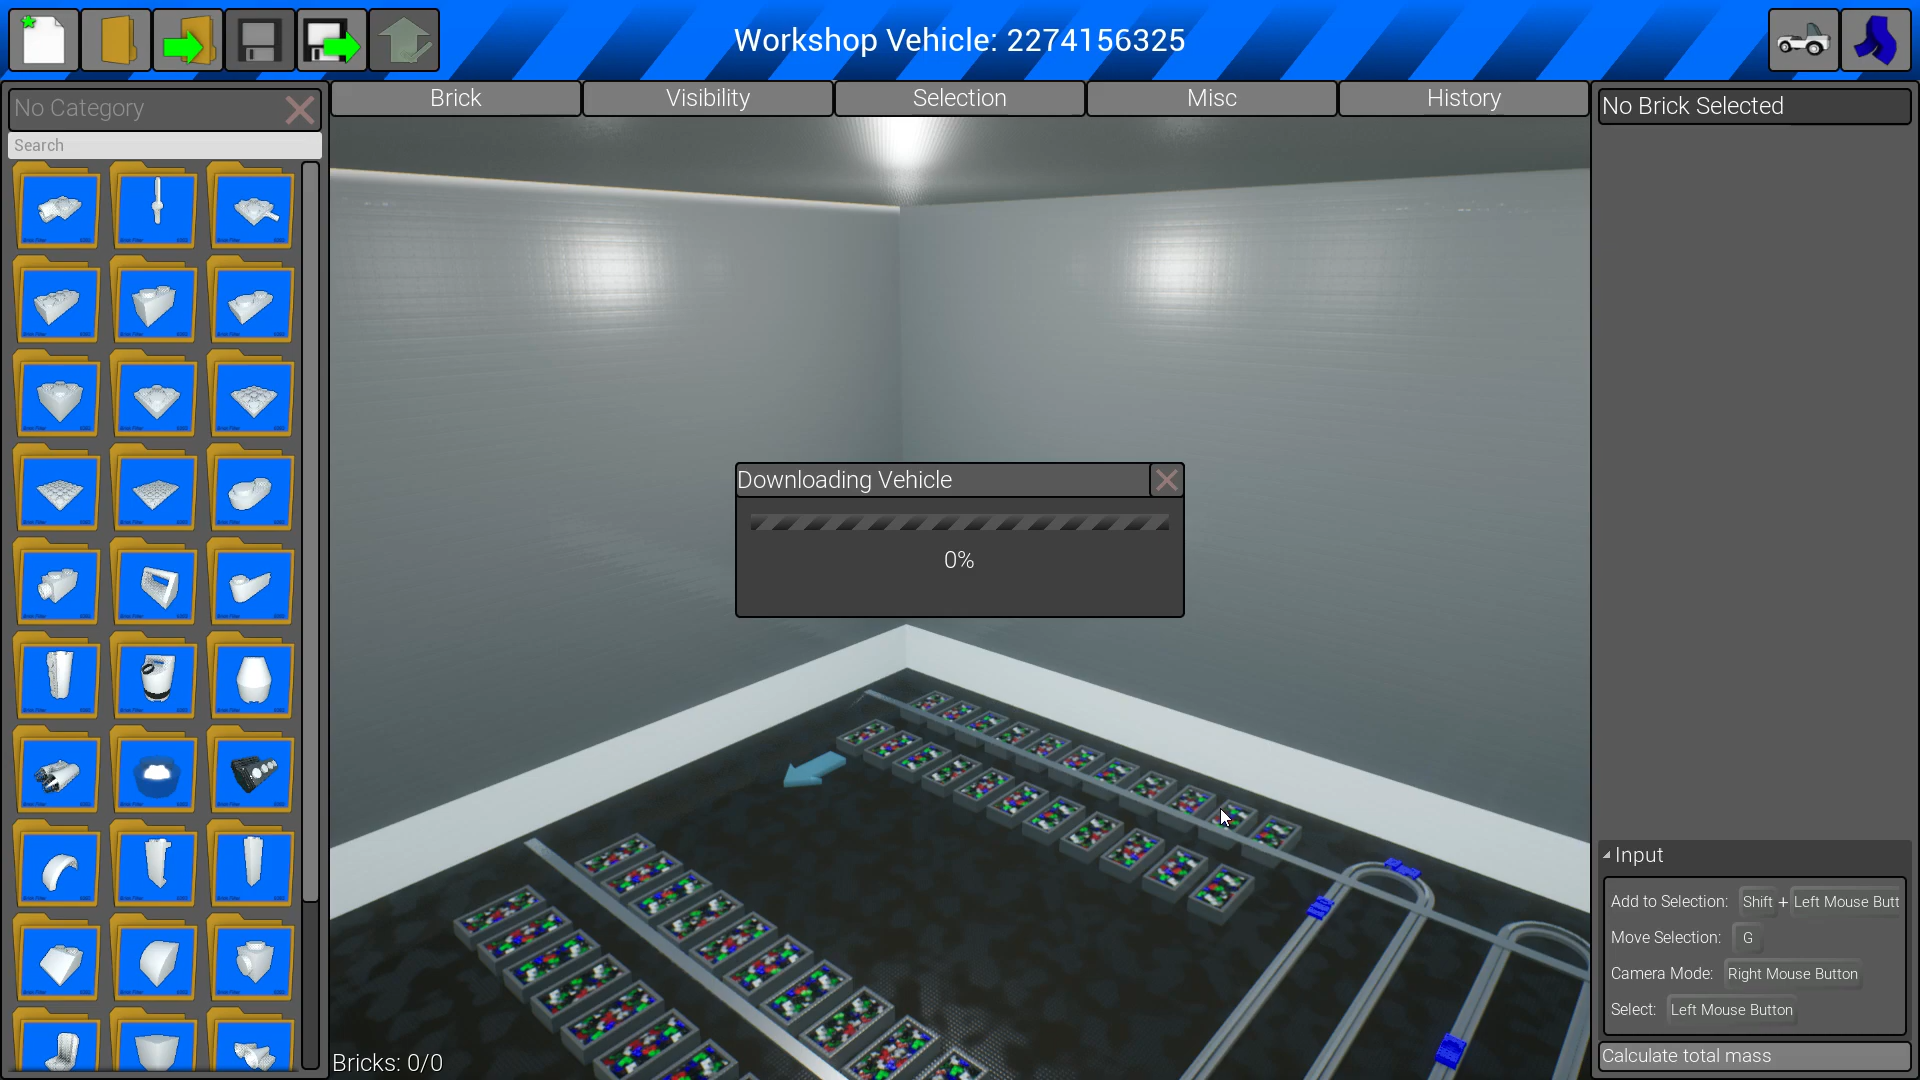 Workshop Vehicle: 2274156325
No Category
Search
Brick
Visibility
Selection
Misc
History
No Brick Selected
Downloading Vehicle
0%
Input
Add to Selection: Shift + Left Mouse Butt
Move Selection: G
Camera Mode: Right Mouse Button
Select: Left Mouse Button
Calculate total mass
Bricks: 0/0